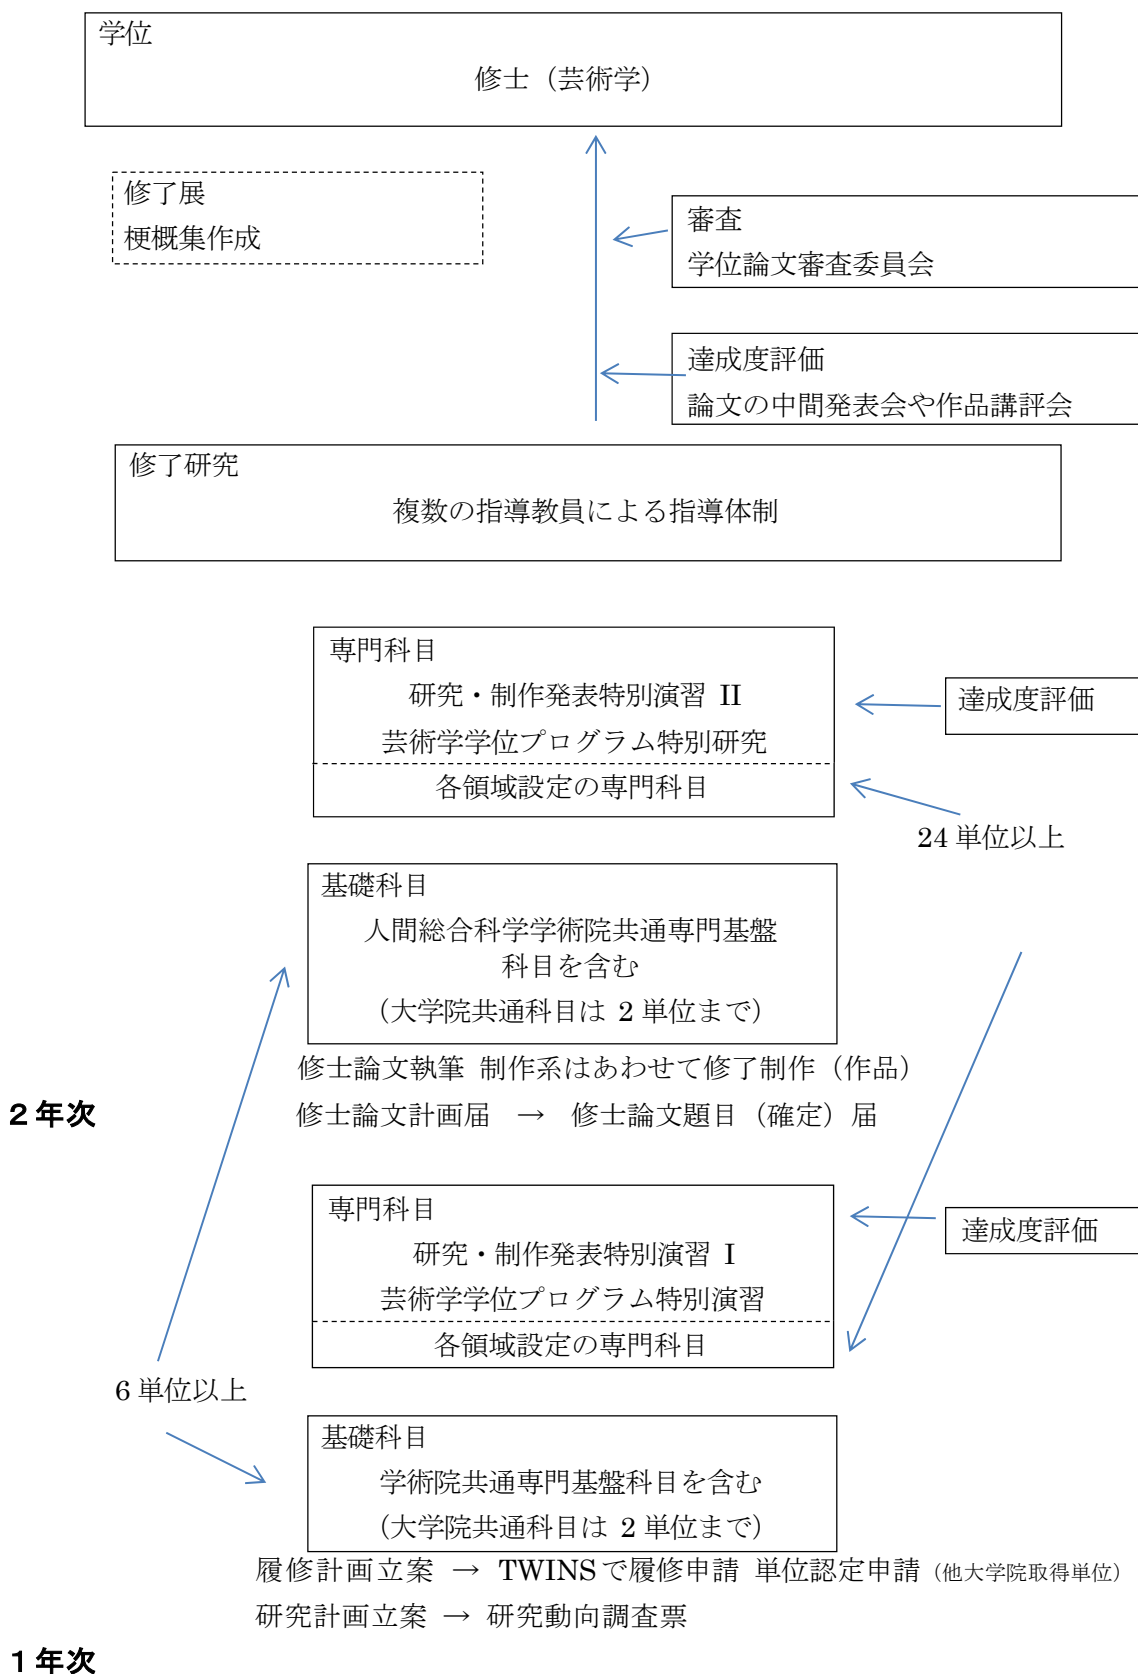 学位
修士（芸術学）
修了展
梗概集作成
審査
学位論文審査委員会
達成度評価
論文の中間発表会や作品講評会
修了研究
複数の指導教員による指導体制
専門科目
研究・制作発表特別演習 II
芸術学学位プログラム特別研究
各領域設定の専門科目
達成度評価
24 単位以上
基礎科目
人間総合科学学術院共通専門基盤
科目を含む
（大学院共通科目は 2 単位まで）
修士論文執筆 制作系はあわせて修了制作（作品）
２年次
修士論文計画届 → 修士論文題目（確定）届
専門科目
研究・制作発表特別演習 I
芸術学学位プログラム特別演習
各領域設定の専門科目
達成度評価
6 単位以上
基礎科目
学術院共通専門基盤科目を含む
（大学院共通科目は 2 単位まで）
履修計画立案 → TWINS で履修申請 単位認定申請（他大学院取得単位）
研究計画立案 → 研究動向調査票
１年次